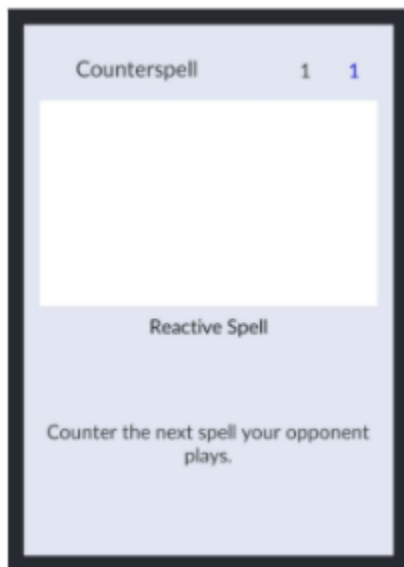 Counterspell 1 1
Reactive Spell
Counter the next spell your opponent
plays.